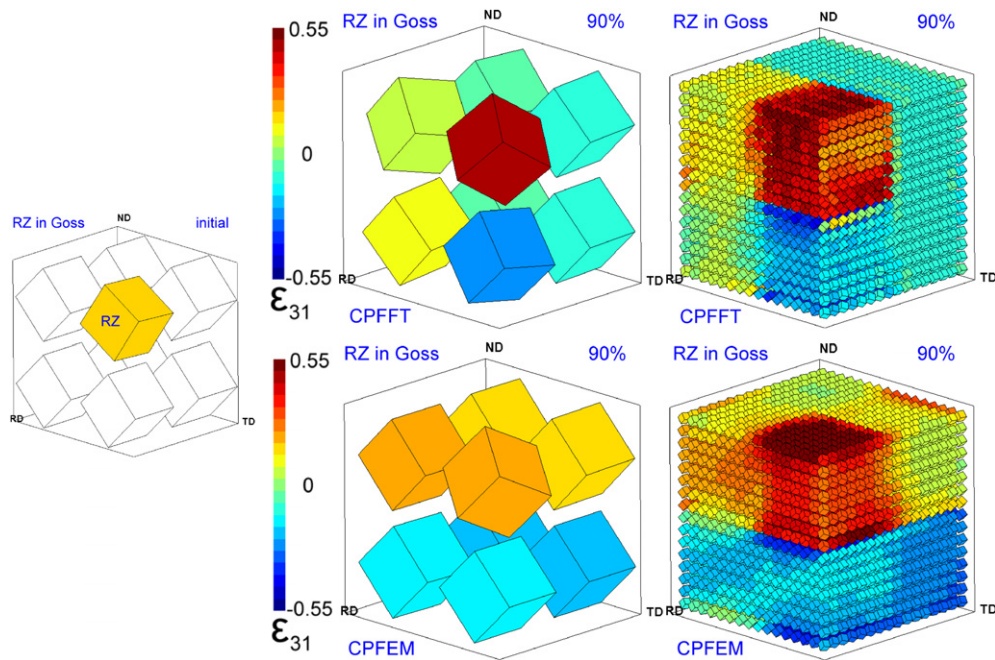 RZ in Goss initial
ND
RZ
RD
TD
0.55
0
-0.55
ε31
RZ in Goss 90%
ND
RD
TD
CPFFT
RZ in Goss 90%
ND
RD
TD
CPFFT
0.55
0
-0.55
ε31
RZ in Goss 90%
ND
RD
TD
CPFEM
RZ in Goss 90%
ND
RD
TD
CPFEM